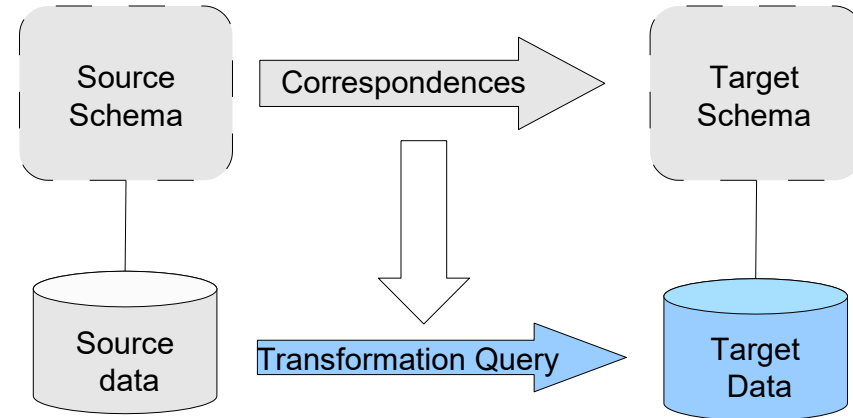 Source
Schema
Correspondences
Target
Schema
Source
data
Transformation Query
Target
Data